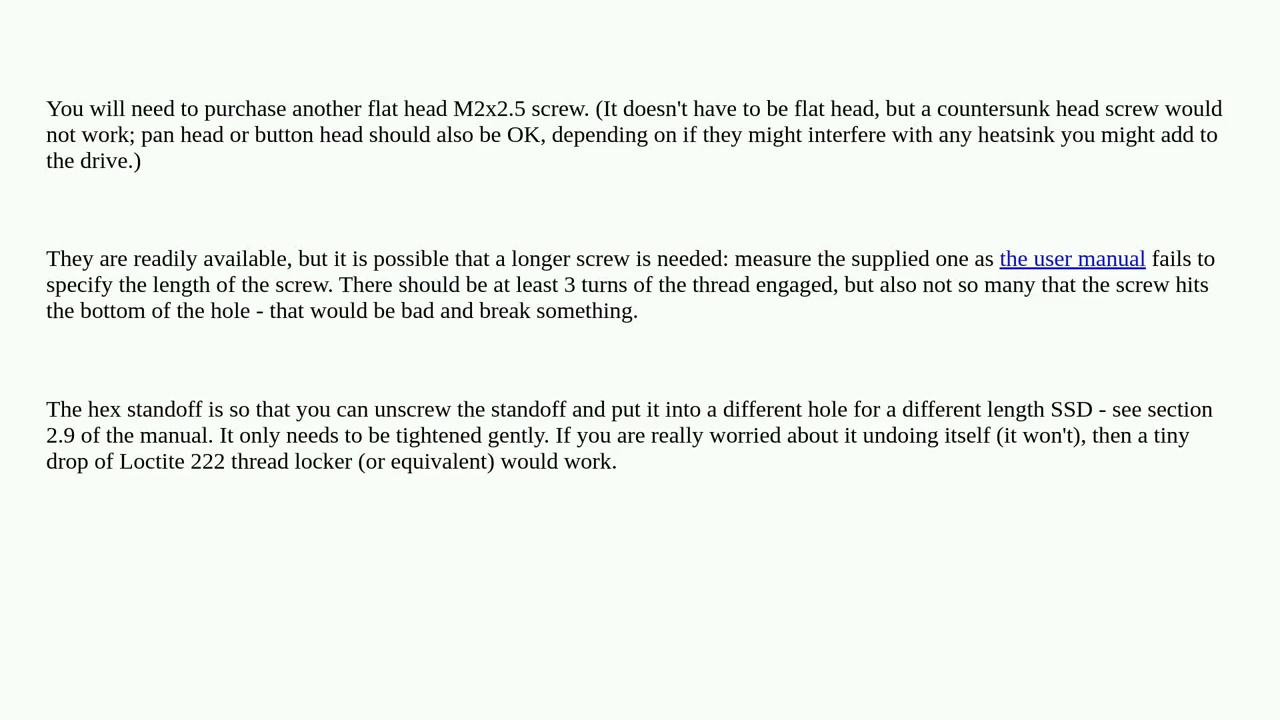 You will need to purchase another flat head M2x2.5 screw. (It doesn't have to be flat head, but a countersunk head screw would
not work; pan head or button head should also be OK, depending on if they might interfere with any heatsink you might add to
the drive.)
They are readily available, but it is possible that a longer screw is needed: measure the supplied one as the user manual fails to
specify the length of the screw. There should be at least 3 turns of the thread engaged, but also not so many that the screw hits
the bottom of the hole - that would be bad and break something.
The hex standoff is so that you can unscrew the standoff and put it into a different hole for a different length SSD - see section
2.9 of the manual. It only needs to be tightened gently. If you are really worried about it undoing itself (it won't), then a tiny
drop of Loctite 222 thread locker (or equivalent) would work.